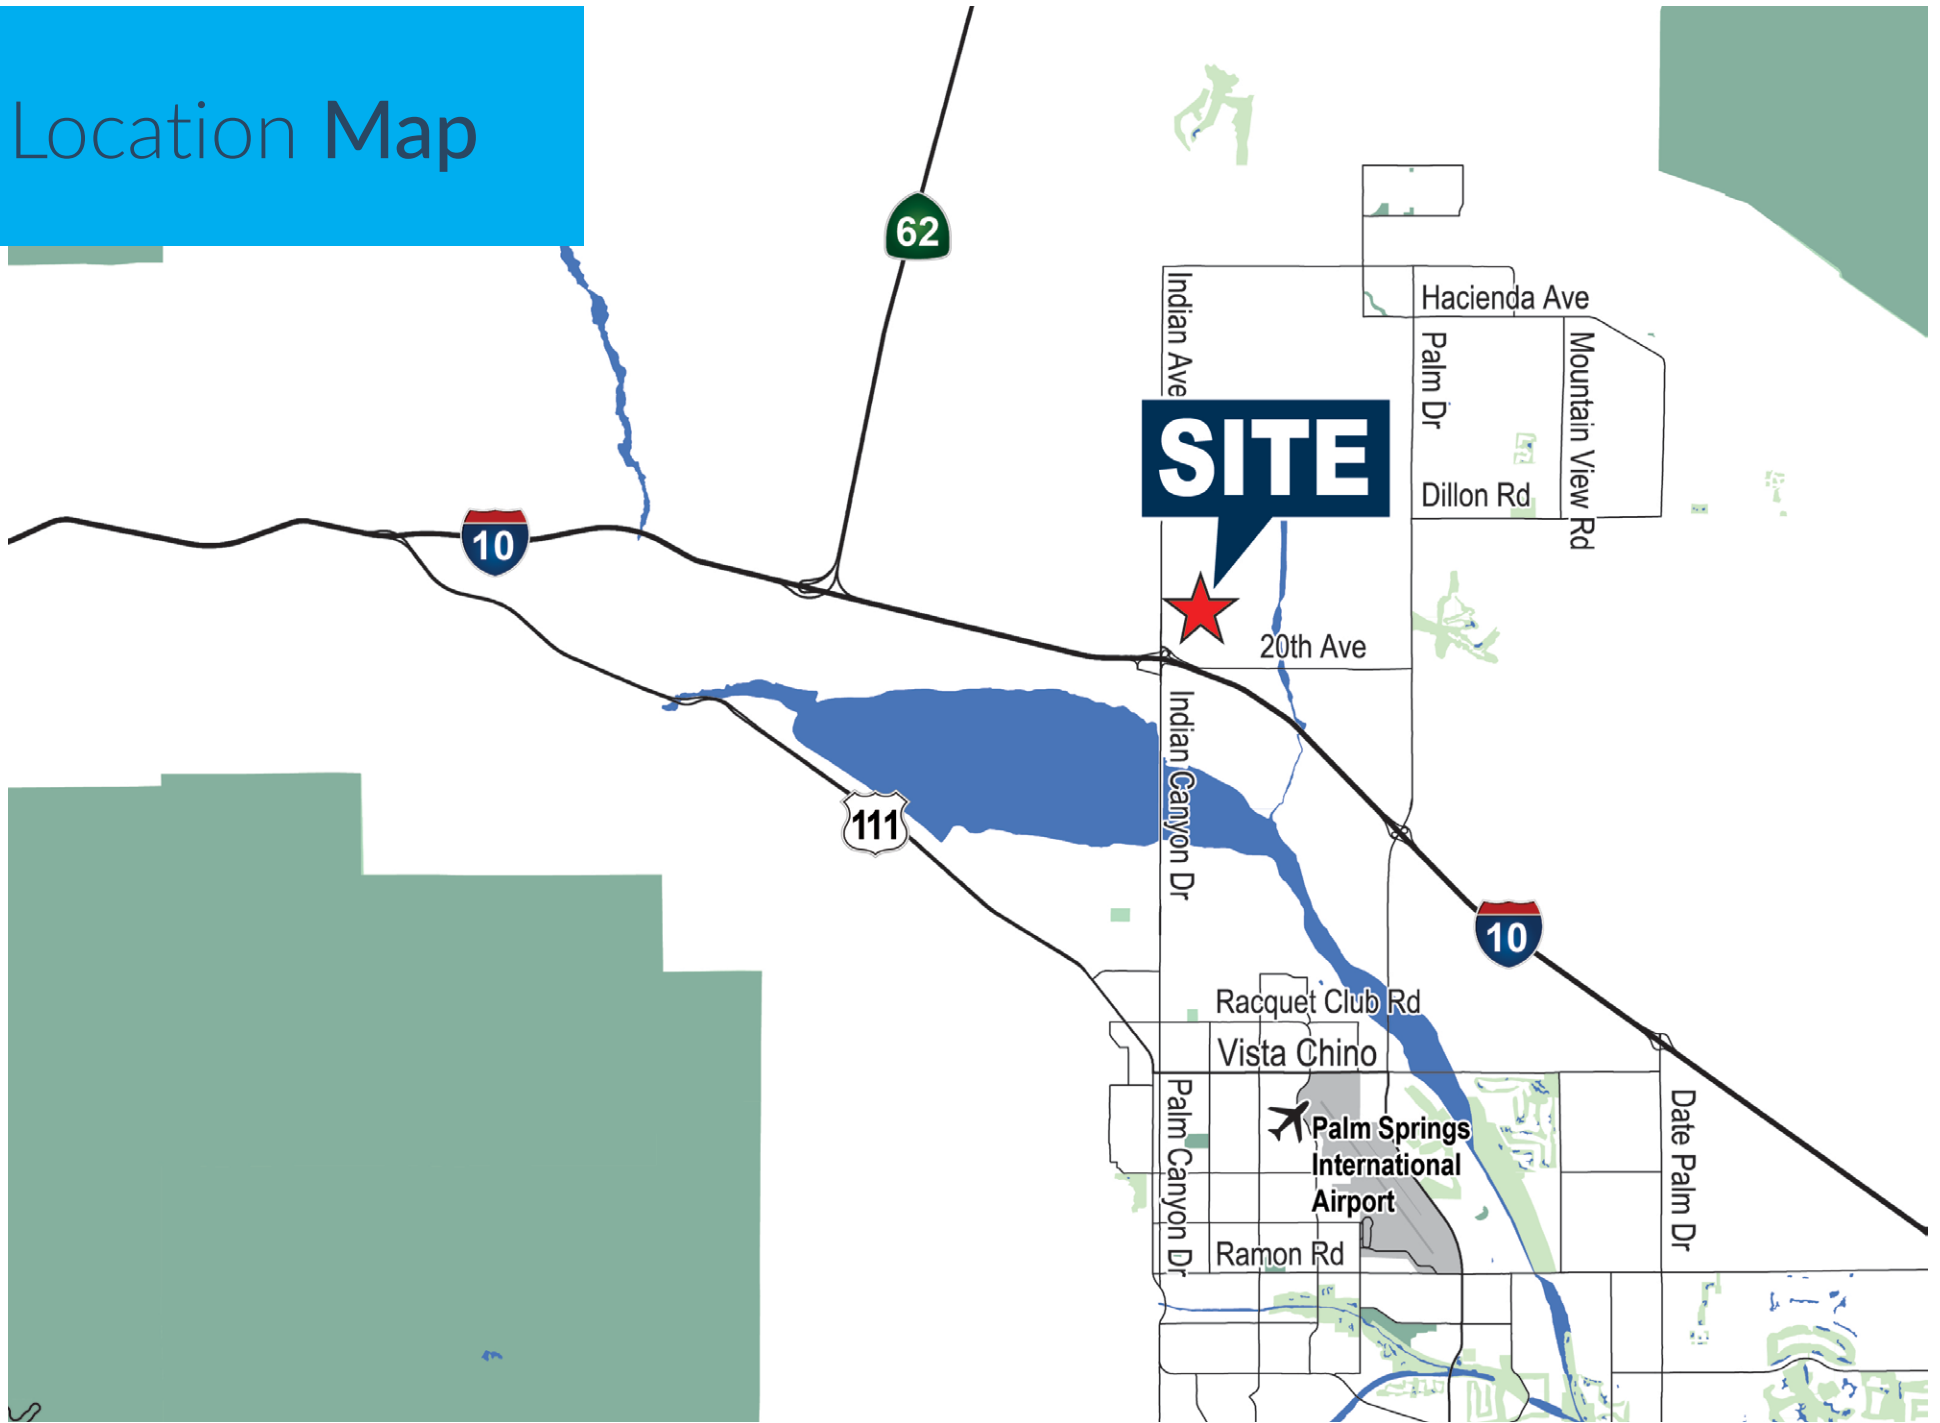 Location Map
62
Indian Ave
Hacienda Ave
Palm Dr
Mountain View Rd
SITE
Dillon Rd
10
20th Ave
Indian Canyon Dr
111
10
Racquet Club Rd
Vista Chino
Palm Canyon Dr
Palm Springs
International
Airport
Date Palm Dr
Ramon Rd